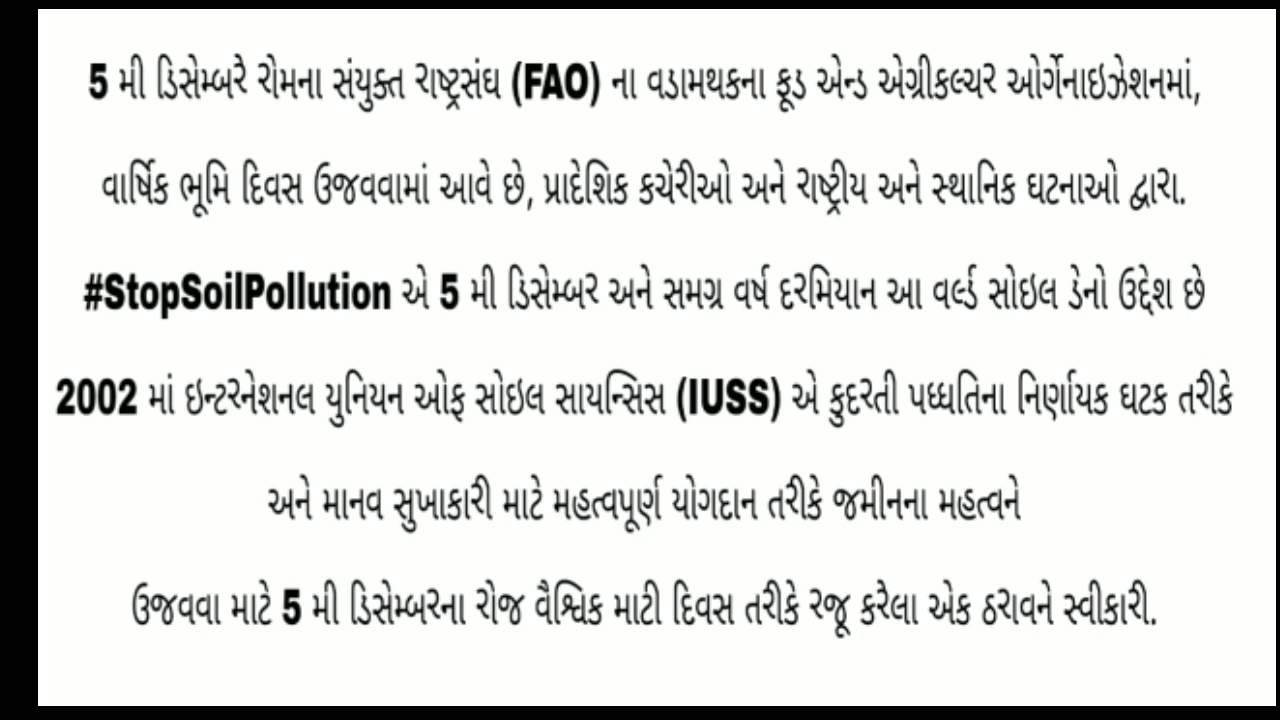 5 મી ડિસેમ્બરે રોમના સંયુક્ત રાષ્ટ્રસંઘ (FAO) ના વડામથકના ફૂડ એન્ડ એગ્રીકલ્ચર ઓર્ગેનાઇઝેશનમાં,
વાર્ષિક ભૂમિ દિવસ ઉજવવામાં આવે છે, પ્રાદેશિક કચેરીઓ અને રાષ્ટ્રીય અને સ્થાનિક ઘટનાઓ દ્વારા.
#StopSoilPollution એ 5 મી ડિસેમ્બર અને સમગ્ર વર્ષ દરમિયાન આ વર્લ્ડ સોઇલ ડેનો ઉદ્દેશ છે
2002 માં ઇન્ટરનેશનલ યુનિયન ઓફ સોઇલ સાયન્સિસ (IUSS) એ કુદરતી પધ્ધતિના નિર્ણાયક ઘટક તરીકે
અને માનવ સુખાકારી માટે મહત્વપૂર્ણ યોગદાન તરીકે જમીનના મહત્વને
ઉજવવા માટે 5 મી ડિસેમ્બરના રોજ વૈશ્વિક માટી દિવસ તરીકે રજૂ કરેલા એક ઠરાવને સ્વીકારી.